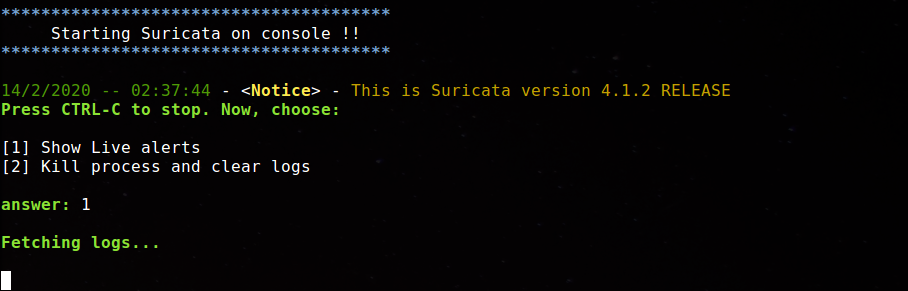 ***************************************
Starting Suricata on console !!
***************************************
14/2/2020 -- 02:37:44 - <Notice> - This is Suricata version 4.1.2 RELEASE
Press CTRL-C to stop. Now, choose:
[1] Show Live alerts
[2] Kill process and clear logs
answer: 1
Fetching logs...